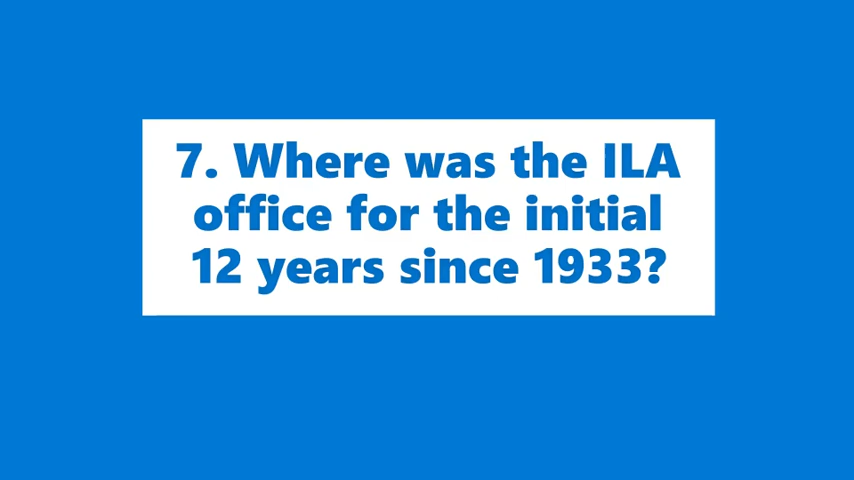 7. Where was the ILA
office for the initial
12 years since 1933?